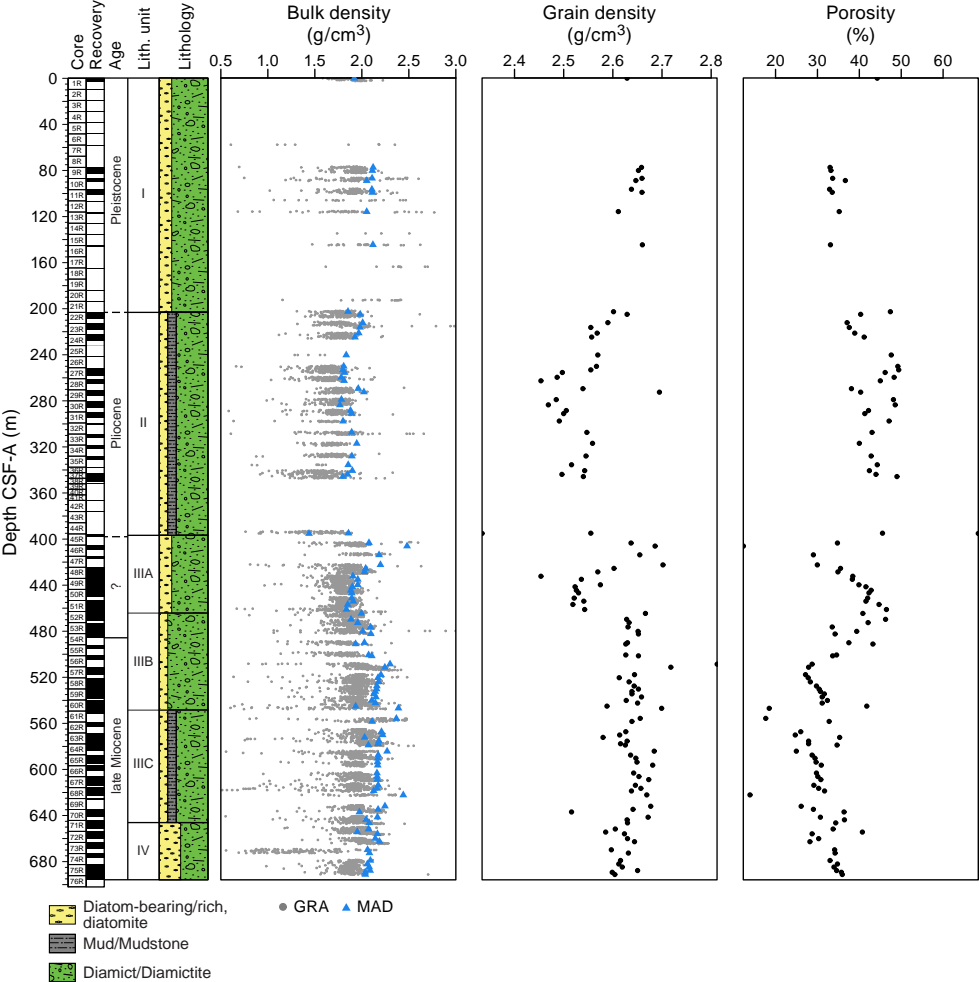 Core
Recovery
Age
Lith. unit
Lithology
Bulk density
(g/cm3)
Grain density
(g/cm3)
Porosity
(%)
0.5 1.0 1.5 2.0 2.5 3.0
2.4 2.5 2.6 2.7 2.8
20 30 40 50 60
Depth CSF-A (m)
0
40
80
120
160
200
240
280
320
360
400
440
480
520
560
600
640
680
1R
2R
3R
4R
5R
6R
7R
8R
9R
10R
11R
12R
13R
14R
15R
16R
17R
18R
19R
20R
21R
22R
23R
24R
25R
26R
27R
28R
29R
30R
31R
32R
33R
34R
35R
42R
43R
44R
45R
46R
47R
48R
49R
50R
51R
52R
53R
54R
55R
56R
57R
58R
59R
60R
61R
62R
63R
64R
65R
66R
67R
68R
69R
70R
71R
72R
73R
74R
75R
76R
Pleistocene
Pliocene
?
late Miocene
I
II
IIIA
IIIB
IIIC
IV
Diatom-bearing/rich,
diatomite
Mud/Mudstone
Diamict/Diamictite
GRA MAD